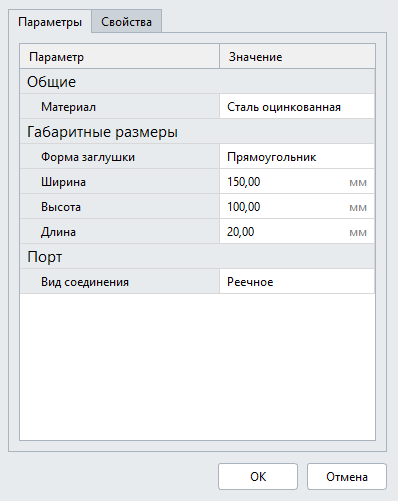 Параметры Свойства
Параметр Значение
Общие
Материал Сталь оцинкованная
Габаритные размеры
Форма заглушки Прямоугольник
Ширина 150,00 мм
Высота 100,00 мм
Длина 20,00 мм
Порт
Вид соединения Реечное
ОК Отмена